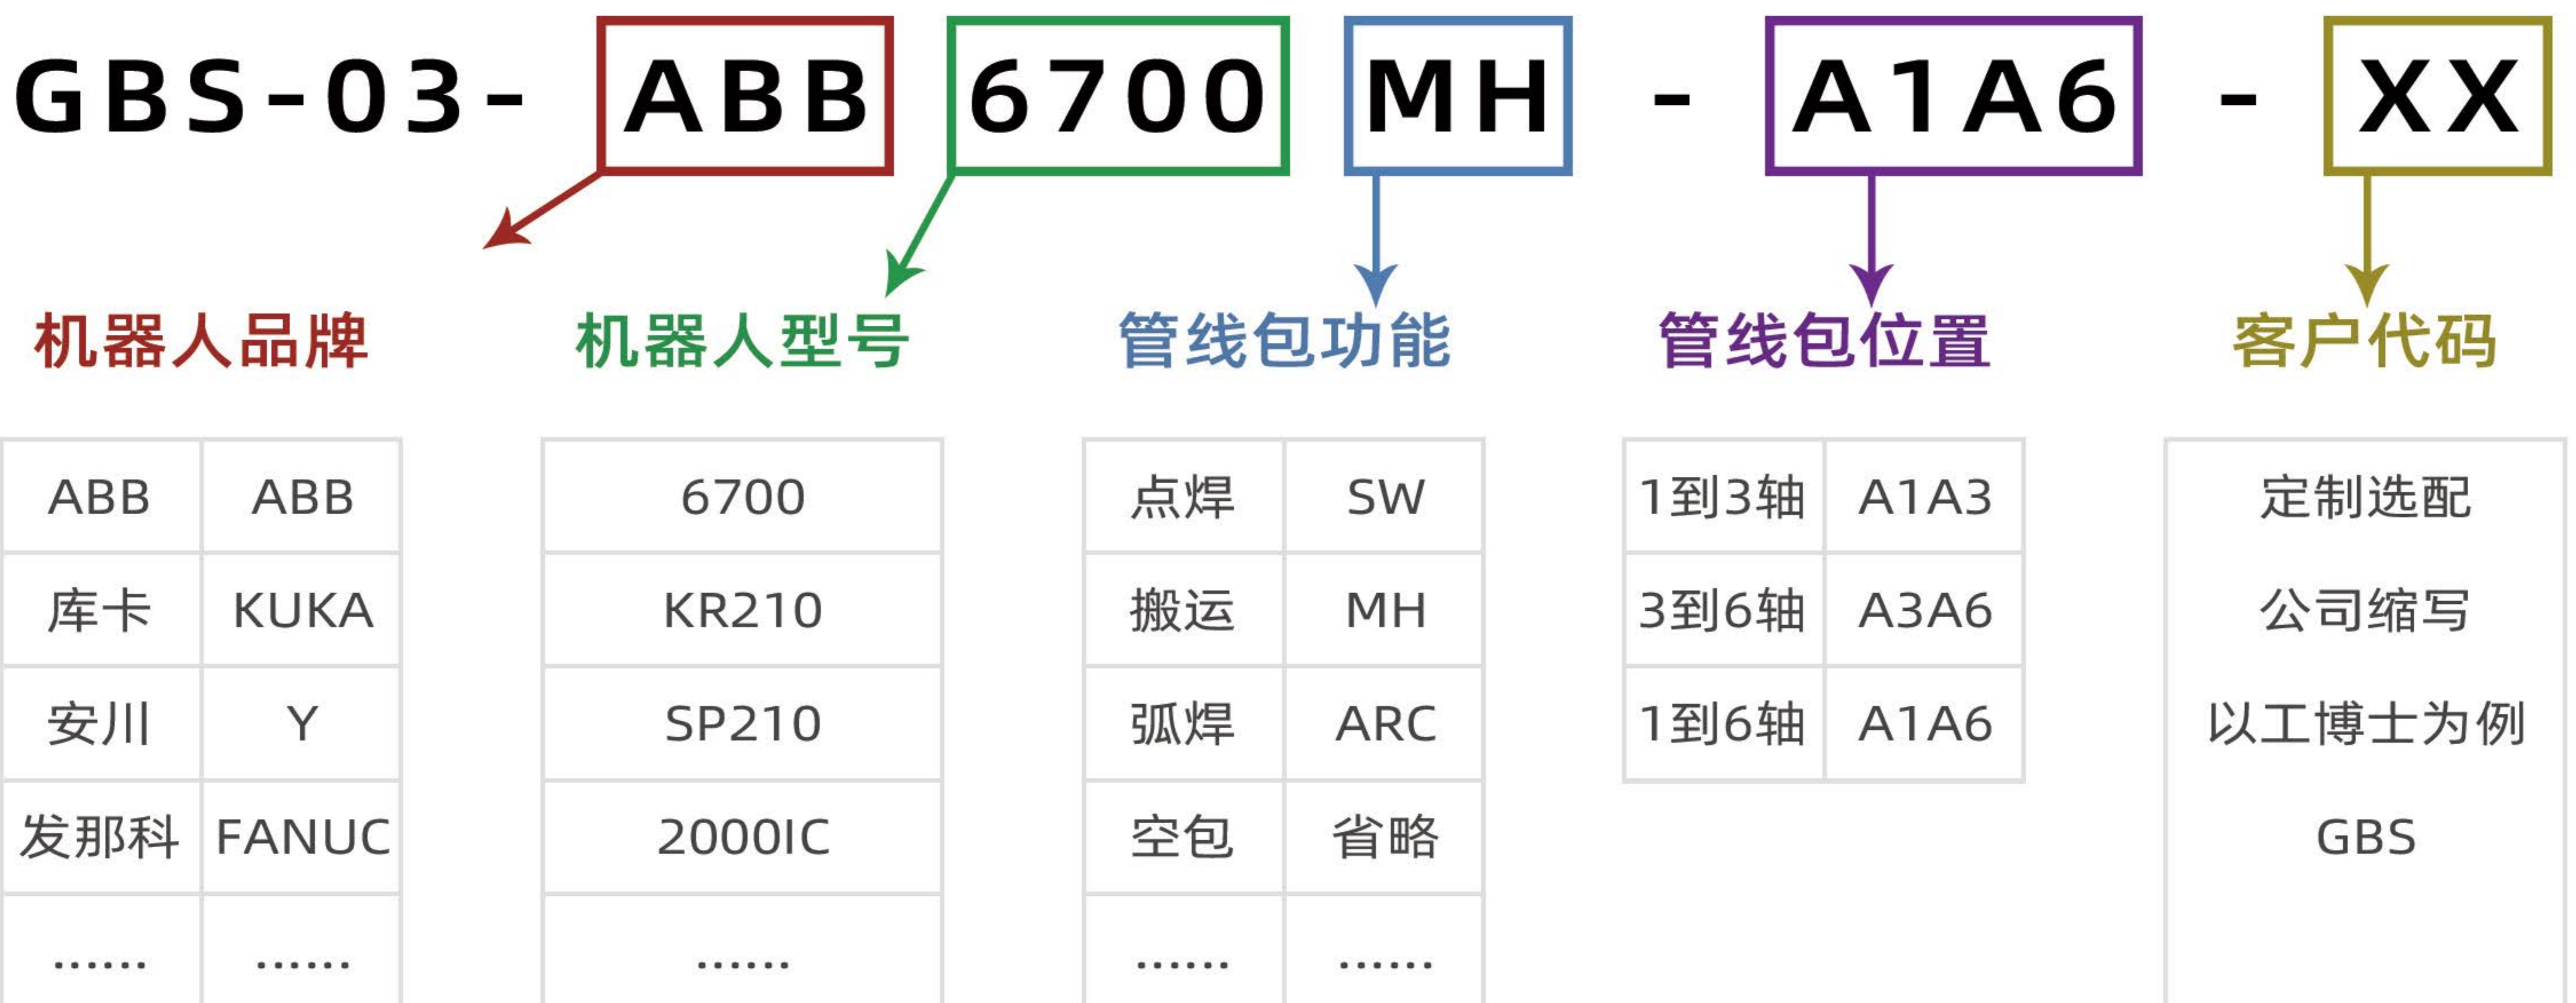 GBS-03- ABB 6700 MH - A1A6 - XX
机器人品牌 机器人型号 管线包功能 管线包位置 客户代码
ABB ABB 6700 点焊 SW 1到3轴 A1A3 定制选配
库卡 KUKA KR210 搬运 MH 3到6轴 A3A6 公司缩写
安川 Y SP210 弧焊 ARC 1到6轴 A1A6 以工博士为例
发那科 FANUC 2000IC 空包 省略 GBS
...... ...... ...... ...... ......